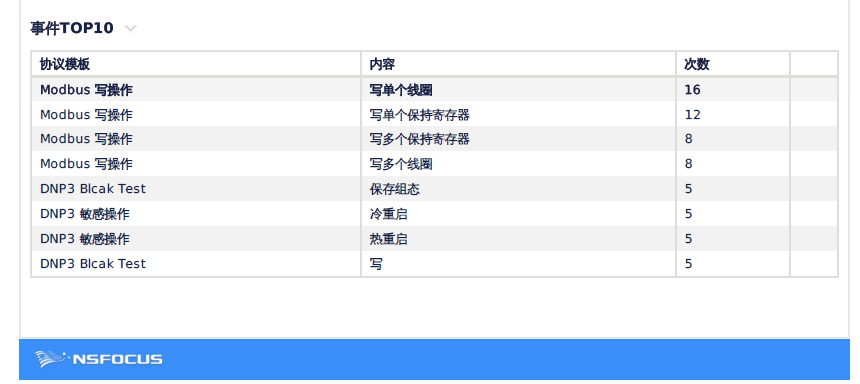 事件TOP10
协议模板 内容 次数
Modbus 写操作 写单个线圈 16
Modbus 写操作 写单个保持寄存器 12
Modbus 写操作 写多个保持寄存器 8
Modbus 写操作 写多个线圈 8
DNP3 Blcak Test 保存组态 5
DNP3 敏感操作 冷重启 5
DNP3 敏感操作 热重启 5
DNP3 Blcak Test 写 5
NSFOCUS